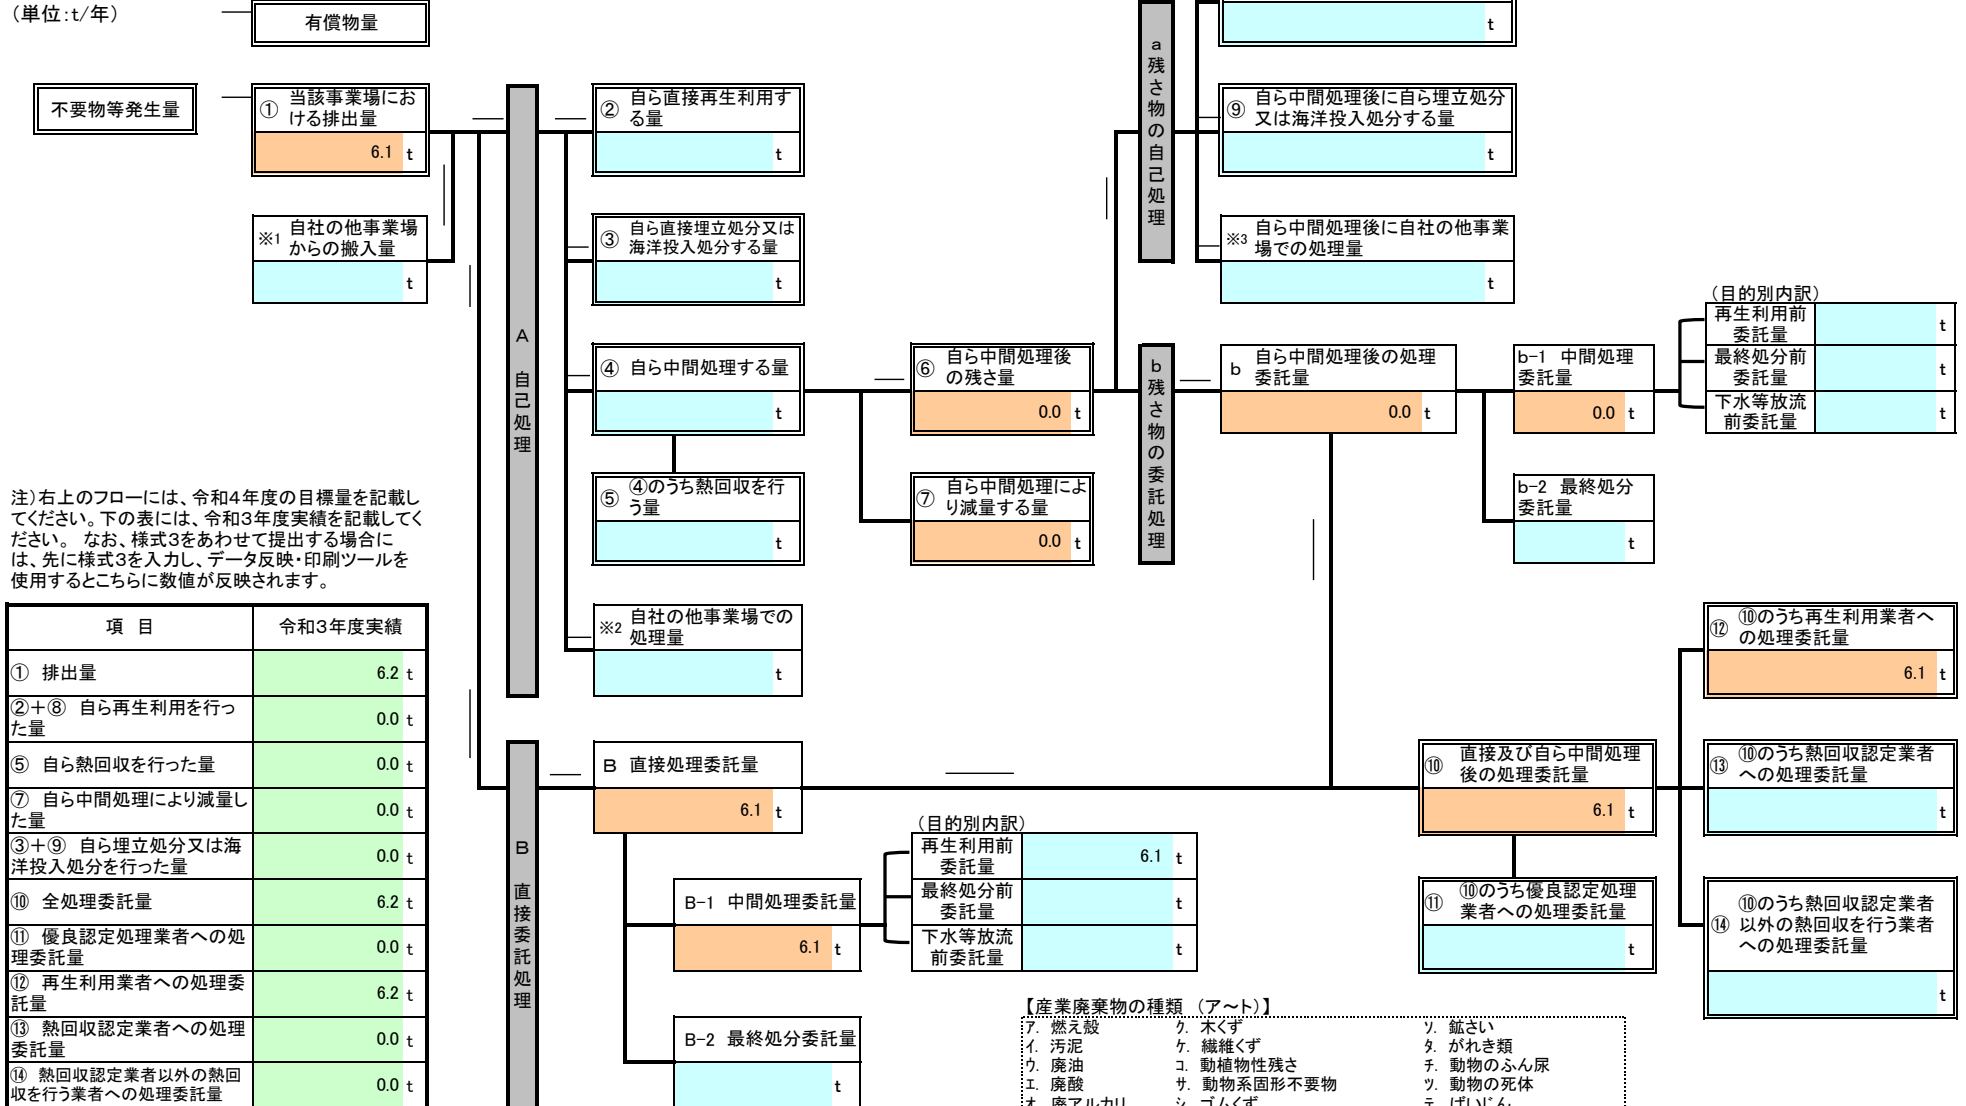 （単位：t/年）
有償物量
t
不要物等発生量
① 当該事業場にお
ける排出量
6.1 t
※1 自社の他事業場
からの搬入量
t
A 自己処理
② 自ら直接再生利用す
る量
t
③ 自ら直接埋立処分又は
海洋投入処分する量
t
④ 自ら中間処理する量
t
⑤ ④のうち熱回収を行
う量
t
※2 自社の他事業場での
処理量
t
⑥ 自ら中間処理後
の残さ量
0.0 t
⑦ 自ら中間処理によ
り減量する量
0.0 t
a残さ物の自己処理
⑨ 自ら中間処理後に自ら埋立処分
又は海洋投入処分する量
t
※3 自ら中間処理後に自社の他事業
場での処理量
t
b残さ物の委託処理
b 自ら中間処理後の処理
委託量
0.0 t
b-1 中間処理
委託量
0.0 t
（目的別内訳）
再生利用前
委託量
t
最終処分前
委託量
t
下水等放流
前委託量
t
b-2 最終処分
委託量
t
注）右上のフローには、令和４年度の目標量を記載し
てください。下の表には、令和３年度実績を記載してく
ださい。 なお、様式３をあわせて提出する場合に
は、先に様式３を入力し、データ反映・印刷ツールを
使用するとこちらに数値が反映されます。
項 目 令和３年度実績
① 排出量 6.2 t
②＋⑧ 自ら再生利用を行っ
た量 0.0 t
⑤ 自ら熱回収を行った量 0.0 t
⑦ 自ら中間処理により減量し
た量 0.0 t
③＋⑨ 自ら埋立処分又は海
洋投入処分を行った量 0.0 t
⑩ 全処理委託量 6.2 t
⑪ 優良認定処理業者への処
理委託量 0.0 t
⑫ 再生利用業者への処理委
託量 6.2 t
⑬ 熱回収認定業者への処理
委託量 0.0 t
⑭ 熱回収認定業者以外の熱回
収を行う業者への処理委託量 0.0 t
B 直接委託処理
B 直接処理委託量
6.1 t
B-1 中間処理委託量
6.1 t
（目的別内訳）
再生利用前
委託量
6.1 t
最終処分前
委託量
t
下水等放流
前委託量
t
B-2 最終処分委託量
t
⑩ 直接及び自ら中間処理
後の処理委託量
6.1 t
⑪ ⑩のうち優良認定処理
業者への処理委託量
t
⑫ ⑩のうち再生利用業者へ
の処理委託量
6.1 t
⑬ ⑩のうち熱回収認定業者
への処理委託量
t
⑭ ⑩のうち熱回収認定業者
以外の熱回収を行う業者
への処理委託量
t
【産業廃棄物の種類 （ア～ト）】
ア. 燃え殻 ク. 木くず ソ. 鉱さい
イ. 汚泥 ケ. 繊維くず タ. がれき類
ウ. 廃油 コ. 動植物性残さ チ. 動物のふん尿
エ. 廃酸 サ. 動物系固形不要物 ツ. 動物の死体
オ. 廃アルカリ シ. ゴムくず テ. ばいじん